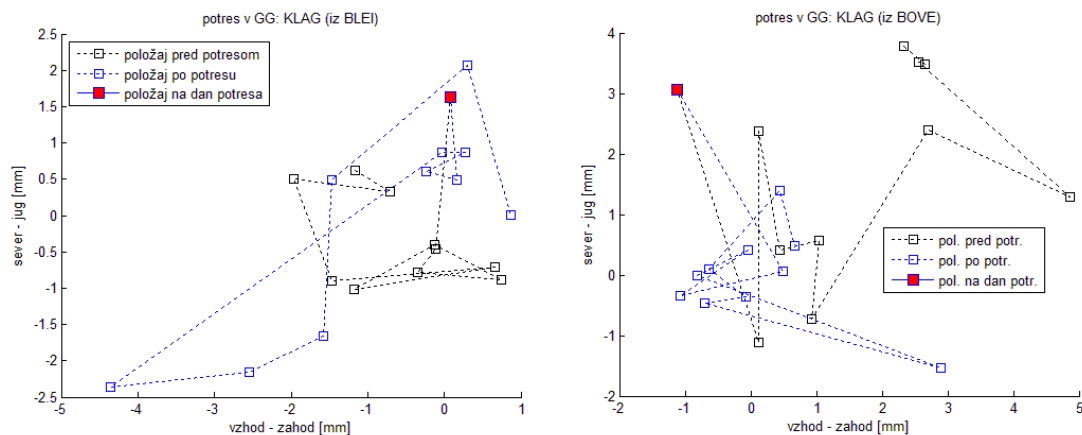 potres v GG: KLAG (iz BLEI)
2.5
2
1.5
1
0.5
0
-0.5
-1
-1.5
-2
-2.5
sever - jug [mm]
položaj pred potresom
položaj po potresu
položaj na dan potresa
-5 -4 -3 -2 -1 0 1
vzhod - zahod [mm]
potres v GG: KLAG (iz BOVE)
4
3
2
1
0
-1
-2
sever - jug [mm]
pol. pred potr.
pol. po potr.
pol. na dan potr.
-2 -1 0 1 2 3 4 5
vzhod - zahod [mm]